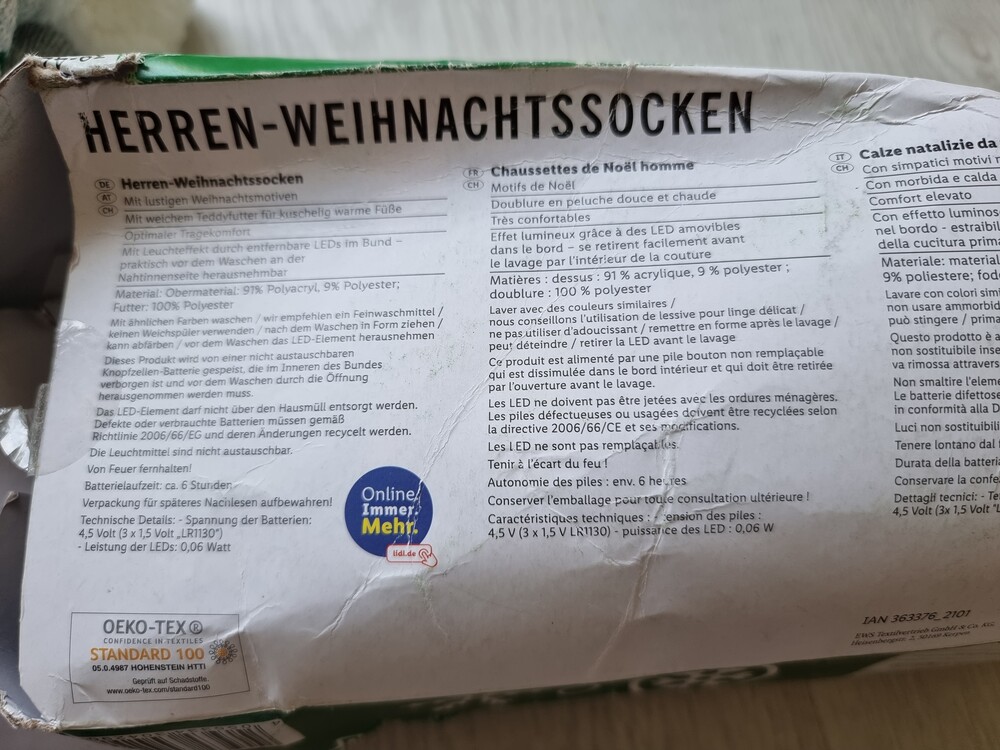 HERREN-WEIHNACHTSSOCKEN
DE
AT
CH
Herren-Weihnachtssocken
Mit lustigen Weihnachtsmotiven
Mit weichem Teddyfutter für kuschelig warme Füße
Optimaler Tragekomfort
Mit Leuchteffekt durch entfernbare LEDs im Bund –
praktisch vor dem Waschen an der
Nahtinnenseite herausnehmbar
Material: Obermaterial: 91% Polyacryl, 9% Polyester;
Futter: 100% Polyester
Mit ähnlichen Farben waschen / wir empfehlen ein Feinwaschmittel /
keinen Weichspüler verwenden / nach dem Waschen in Form ziehen /
kann abfärben / vor dem Waschen das LED-Element herausnehmen
Dieses Produkt wird von einer nicht austauschbaren
Knopfzellen-Batterie gespeist, die im Inneren des Bundes
verborgen ist und vor dem Waschen durch die Öffnung
herausgenommen werden muss.
Das LED-Element darf nicht über den Hausmüll entsorgt werden.
Defekte oder verbrauchte Batterien müssen gemäß
Richtlinie 2006/66/EG und deren Änderungen recycelt werden.
Die Leuchtmittel sind nicht austauschbar.
Von Feuer fernhalten!
Batterielaufzeit: ca. 6 Stunden
Verpackung für späteres Nachlesen aufbewahren!
Technische Details: - Spannung der Batterien:
4,5 Volt (3 x 1,5 Volt „LR1130“)
- Leistung der LEDs: 0,06 Watt
Online
Immer.
Mehr.
lidl.de
OEKO-TEX®
CONFIDENCE IN TEXTILES
STANDARD 100
05.0.4987 HOHENSTEIN HTTI
Geprüft auf Schadstoffe.
www.oeko-tex.com/standard100
FR
CH
Chaussettes de Noël homme
Motifs de Noël
Doublure en peluche douce et chaude
Très confortables
Effet lumineux grâce à des LED amovibles
dans le bord – se retirent facilement avant
le lavage par l'intérieur de la couture
Matières : dessus : 91 % acrylique, 9 % polyester ;
doublure : 100 % polyester
Laver avec des couleurs similaires /
nous conseillons l'utilisation de lessive pour linge délicat /
ne pas utiliser d'adoucissant / remettre en forme après le lavage /
peut déteindre / retirer la LED avant le lavage
Ce produit est alimenté par une pile bouton non remplaçable
qui est dissimulée dans le bord intérieur et qui doit être retirée
par l'ouverture avant le lavage.
Les LED ne doivent pas être jetées avec les ordures ménagères.
Les piles défectueuses ou usagées doivent être recyclées selon
la directive 2006/66/CE et ses modifications.
Les LED ne sont pas remplaçables.
Tenir à l'écart du feu !
Autonomie des piles : env. 6 heures
Conserver l'emballage pour toute consultation ultérieure !
Caractéristiques techniques : - tension des piles :
4,5 V (3 x 1,5 V LR1130) - puissance des LED : 0,06 W
IT
CH
Calze natalizie da
Con simpatici motivi
Con morbida e calda
Comfort elevato
Con effetto luminos
nel bordo - estraibil
della cucitura prim
Materiale: material
9% poliestere; fod
Lavare con colori simi
non usare ammorbid
può stingere / prima
Questo prodotto è a
non sostituibile inse
va rimossa attravers
Non smaltire l'elem
Le batterie difettose
in conformità alla D
Luci non sostituibili
Tenere lontano dal
Durata della batteria
Conservare la confe
Dettagli tecnici: - Te
4,5 Volt (3x 1,5 Volt "L
IAN 363376_2101
EWS Textilvertrieb GmbH & Co. KG